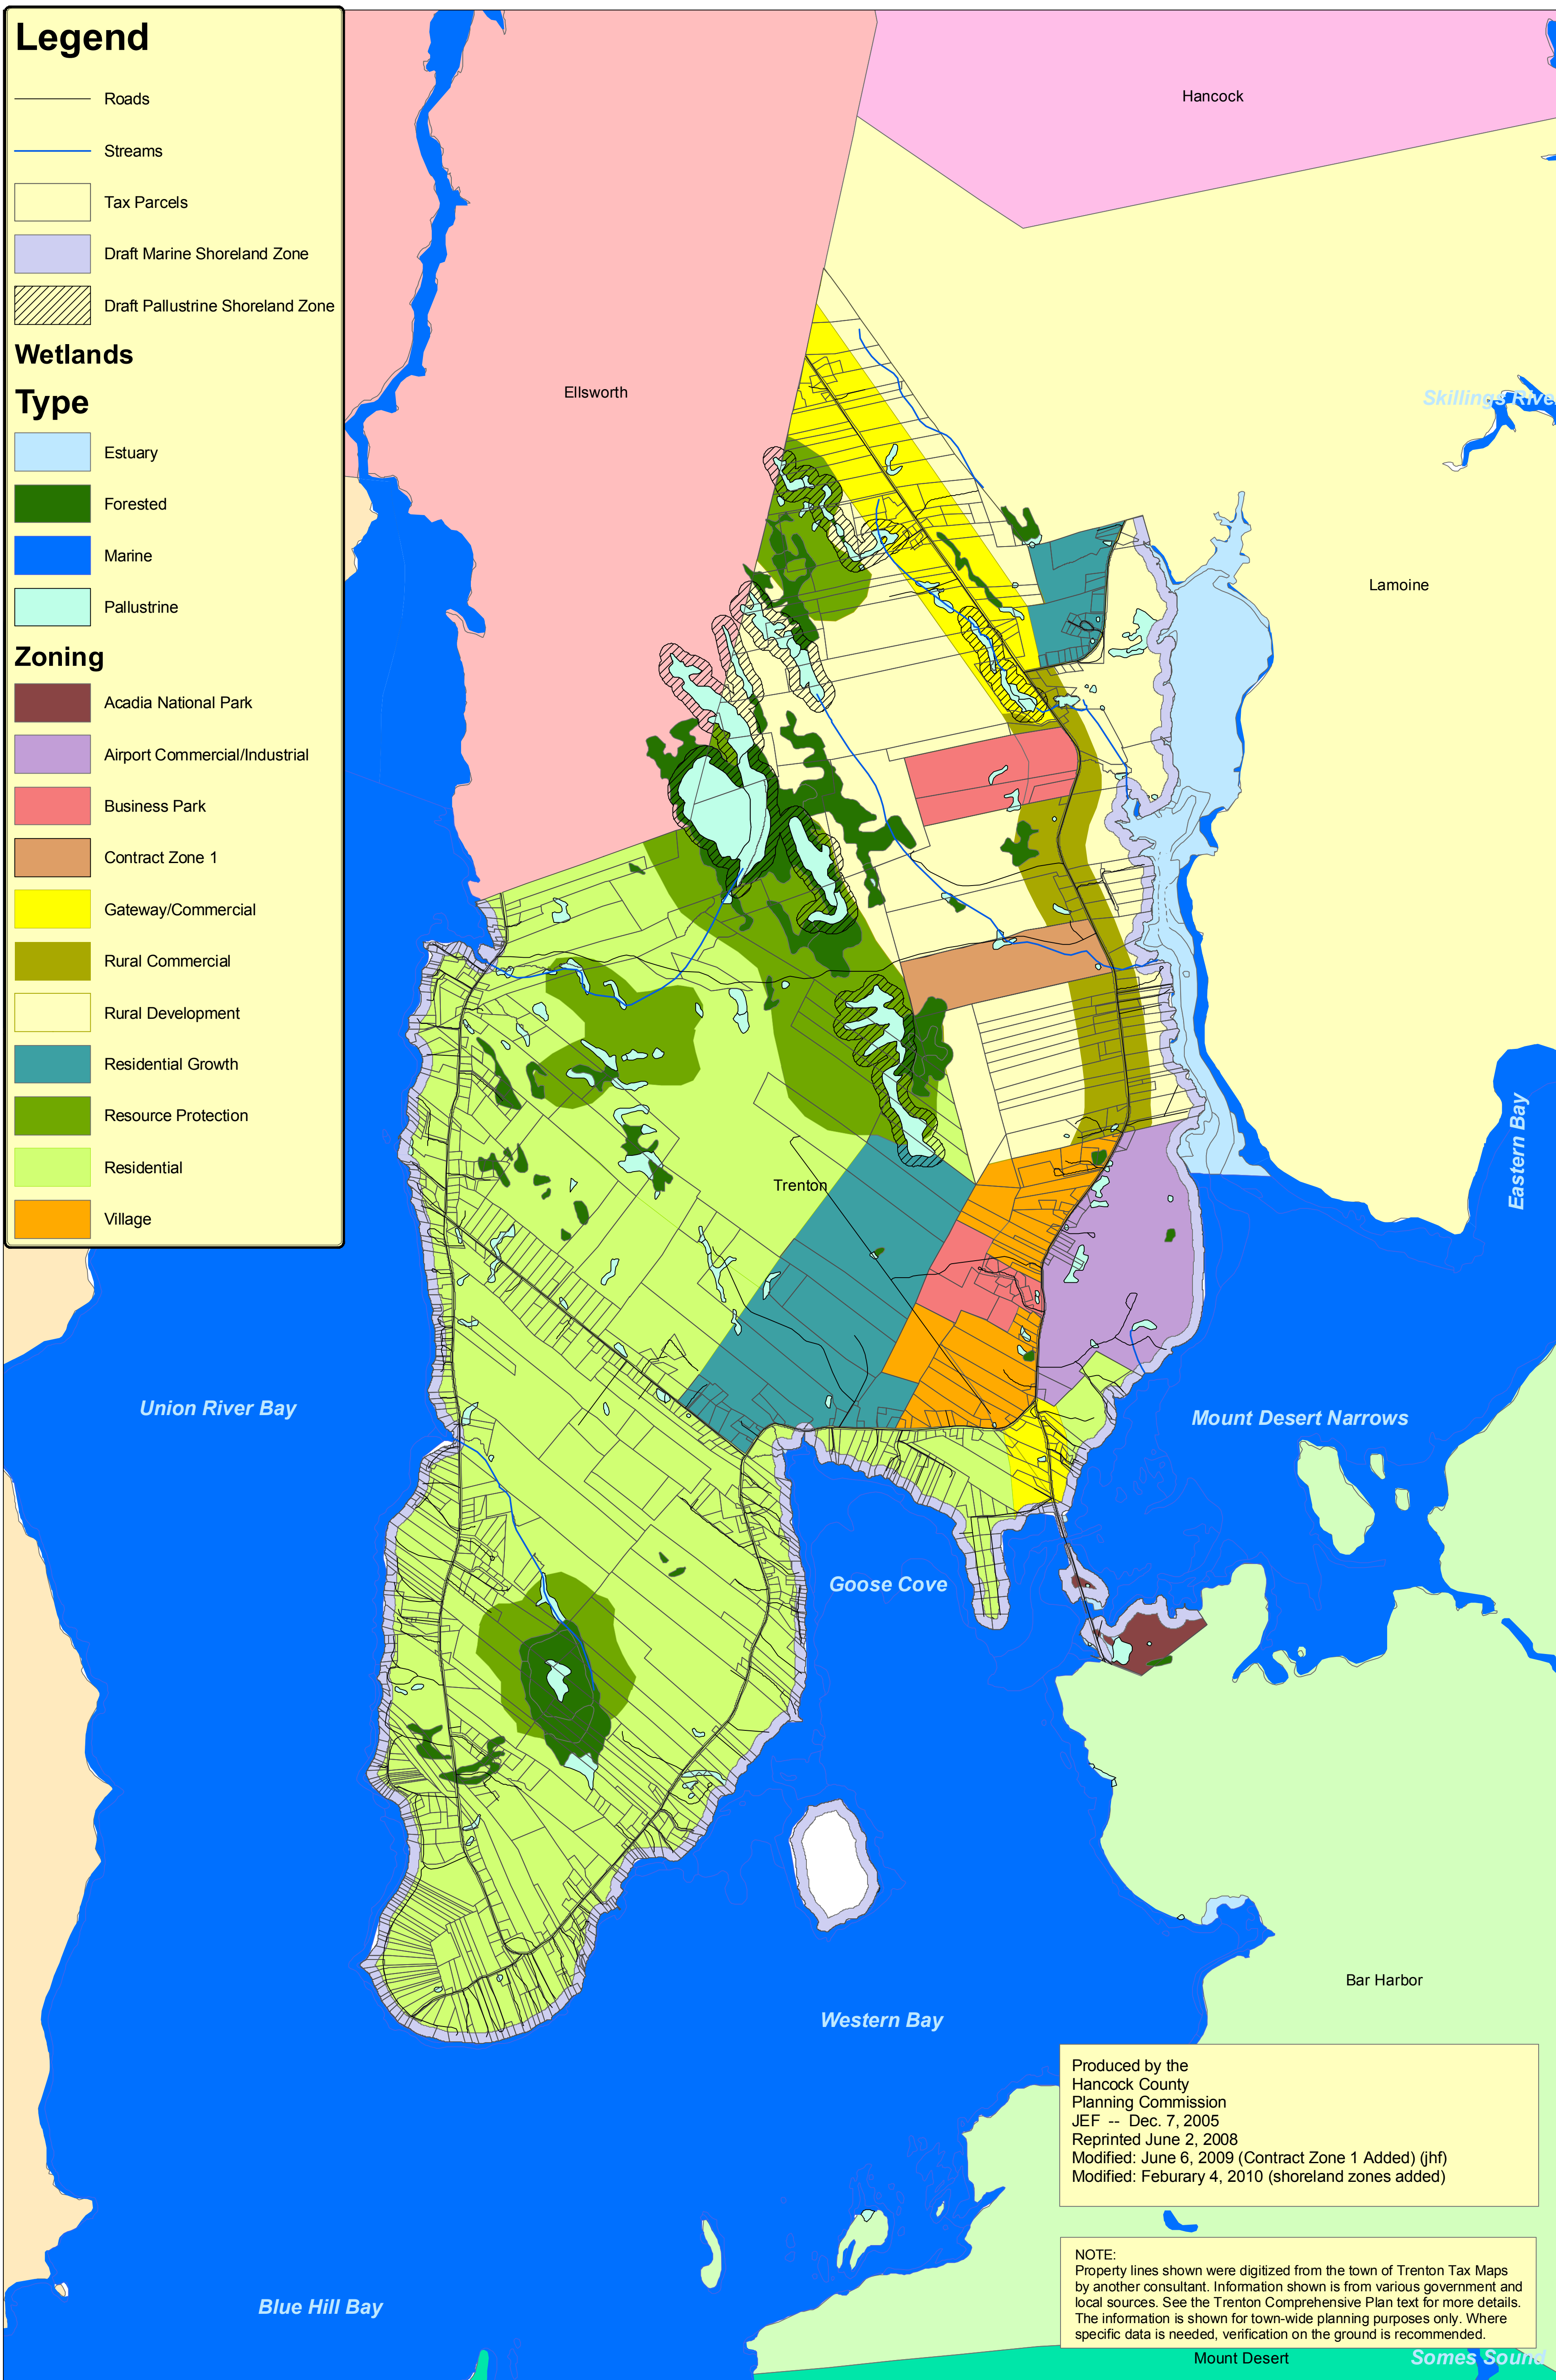 Legend
Roads
Streams
Tax Parcels
Draft Marine Shoreland Zone
Draft Pallustrine Shoreland Zone
Wetlands
Type
Estuary
Forested
Marine
Pallustrine
Zoning
Acadia National Park
Airport Commercial/Industrial
Business Park
Contract Zone 1
Gateway/Commercial
Rural Commercial
Rural Development
Residential Growth
Resource Protection
Residential
Village
Hancock
Ellsworth
Skillings Rive
Lamoine
Eastern Bay
Trenton
Union River Bay
Mount Desert Narrows
Goose Cove
Bar Harbor
Western Bay
Produced by the
Hancock County
Planning Commission
JEF -- Dec. 7, 2005
Reprinted June 2, 2008
Modified: June 6, 2009 (Contract Zone 1 Added) (jhf)
Modified: Feburary 4, 2010 (shoreland zones added)
NOTE:
Property lines shown were digitized from the town of Trenton Tax Maps
by another consultant. Information shown is from various government and
local sources. See the Trenton Comprehensive Plan text for more details.
The information is shown for town-wide planning purposes only. Where
specific data is needed, verification on the ground is recommended.
Blue Hill Bay
Mount Desert
Somes Sound